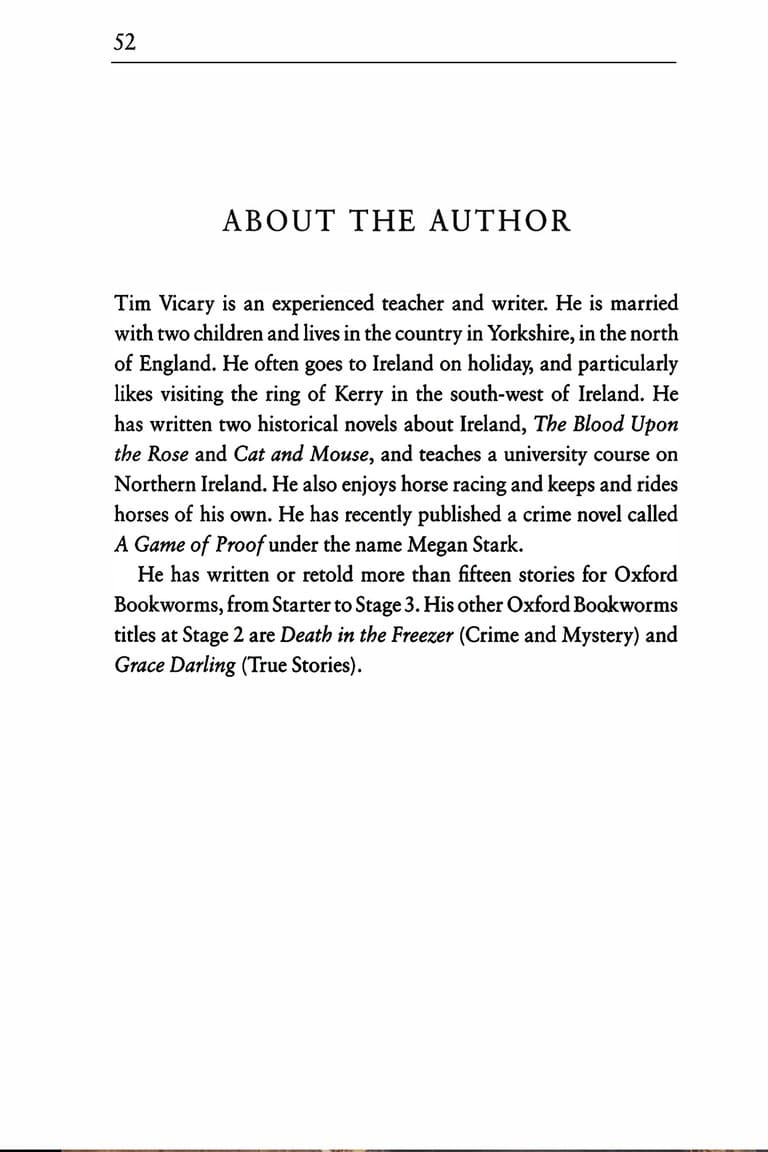 52
ABOUT THE AUTHOR
Tim Vicary is an experienced teacher and writer. He is married
with two children and lives in the country in Yorkshire, in the north
of England. He often goes to Ireland on holiday, and particularly
likes visiting the ring of Kerry in the south-west of Ireland. He
has written two historical novels about Ireland, The Blood Upon
the Rose and Cat and Mouse, and teaches a university course on
Northern Ireland. He also enjoys horse racing and keeps and rides
horses of his own. He has recently published a crime novel called
A Game of Proof under the name Megan Stark.
He has written or retold more than fifteen stories for Oxford
Bookworms, from Starter to Stage 3. His other Oxford Bookworms
titles at Stage 2 are Death in the Freezer (Crime and Mystery) and
Grace Darling (True Stories).